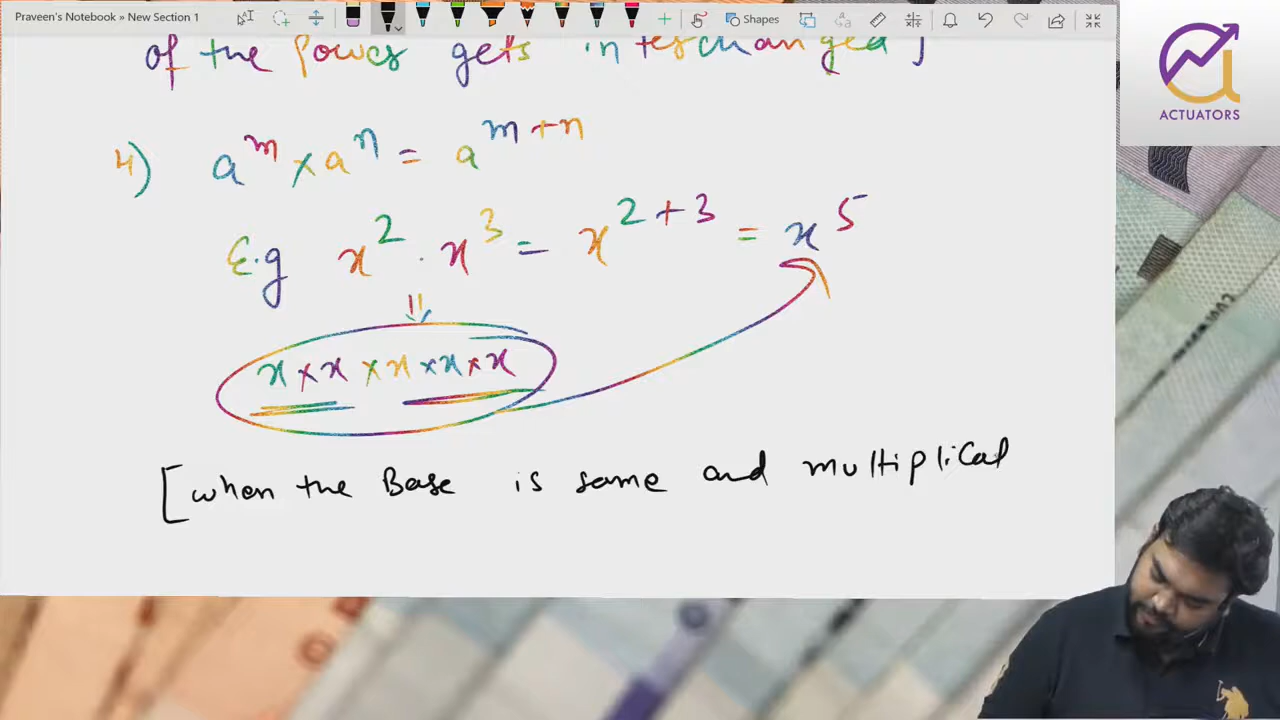 Praveen's Notebook » New Section 1
Shapes
ACTUATORS
of the Power gets interchanged]
4) a^m × a^n = a^(m+n)
E.g x^2 . x^3 = x^(2+3) = x^5
x × x × x × x × x
[when the Base is same and multiplical